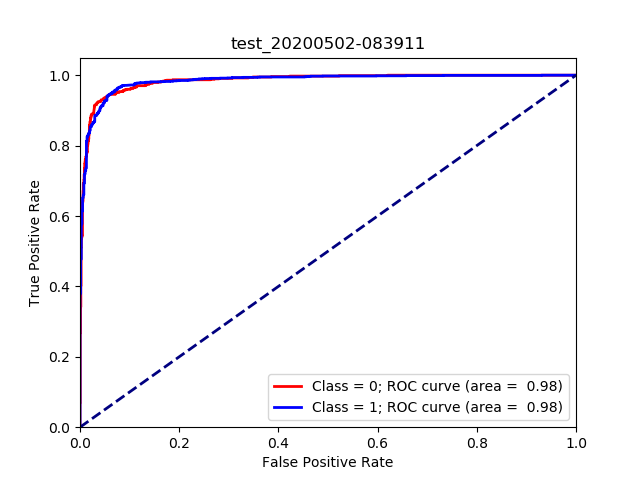 test_20200502-083911
True Positive Rate
1.0
0.8
0.6
0.4
0.2
0.0
0.0 0.2 0.4 0.6 0.8 1.0
False Positive Rate
Class = 0; ROC curve (area =  0.98)
Class = 1; ROC curve (area =  0.98)